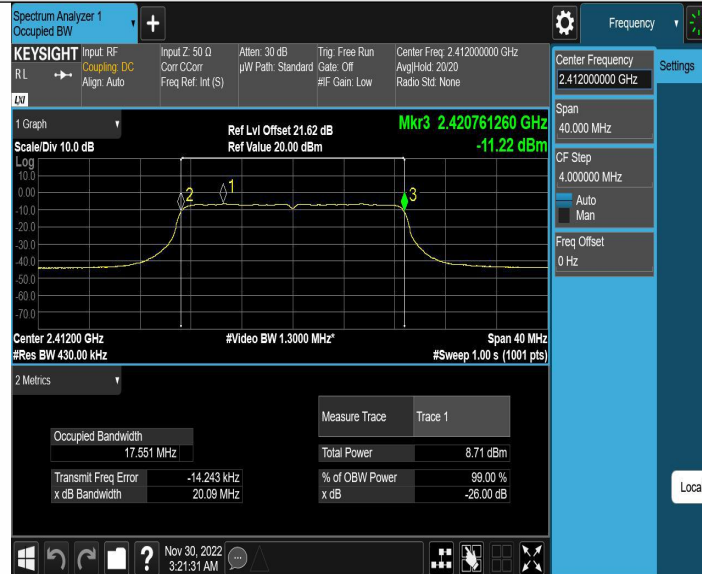 Spectrum Analyzer 1
Occupied BW
+
Frequency
KEYSIGHT
R L
LXI
Input: RF
Coupling: DC
Align: Auto
Input Z: 50 Ω
Corr CCorr
Freq Ref: Int (S)
Atten: 30 dB
µW Path: Standard
Trig: Free Run
Gate: Off
#IF Gain: Low
Center Freq: 2.412000000 GHz
Avg|Hold: 20/20
Radio Std: None
Center Frequency
2.412000000 GHz
Settings
Span
40.000 MHz
CF Step
4.000000 MHz
Auto
Man
Freq Offset
0 Hz
Loca
1 Graph
Scale/Div 10.0 dB
Ref Lvl Offset 21.62 dB
Ref Value 20.00 dBm
Mkr3 2.420761260 GHz
-11.22 dBm
Log
10.0
0.00
-10.0
-20.0
-30.0
-40.0
-50.0
-60.0
-70.0
2
1
3
Center 2.41200 GHz
#Res BW 430.00 kHz
#Video BW 1.3000 MHz*
Span 40 MHz
#Sweep 1.00 s (1001 pts)
2 Metrics
Occupied Bandwidth
17.551 MHz
Transmit Freq Error -14.243 kHz
x dB Bandwidth 20.09 MHz
Measure Trace Trace 1
Total Power 8.71 dBm
% of OBW Power 99.00 %
x dB -26.00 dB
?
Nov 30, 2022
3:21:31 AM